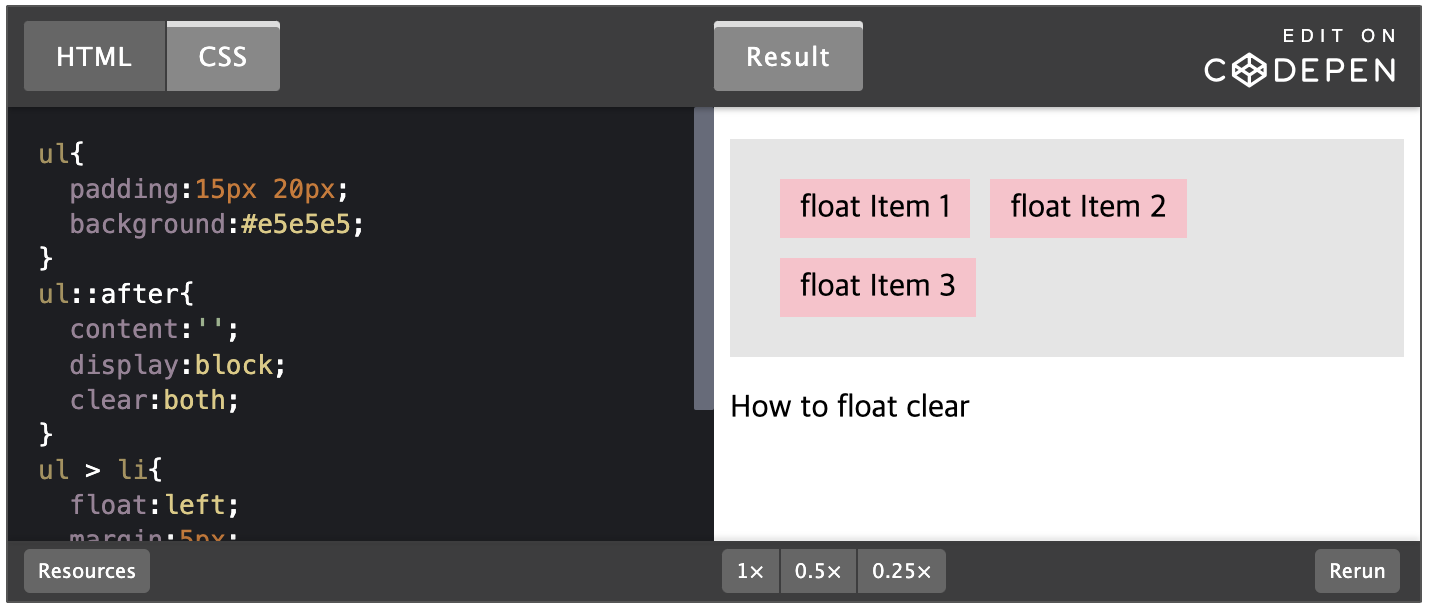 HTML
CSS
Result
EDIT ON
CODEPEN
ul{
  padding:15px 20px;
  background:#e5e5e5;
}
ul::after{
  content:'';
  display:block;
  clear:both;
}
ul > li{
  float:left;
  margin:5px;
float Item 1
float Item 2
float Item 3
How to float clear
Resources
1×
0.5×
0.25×
Rerun